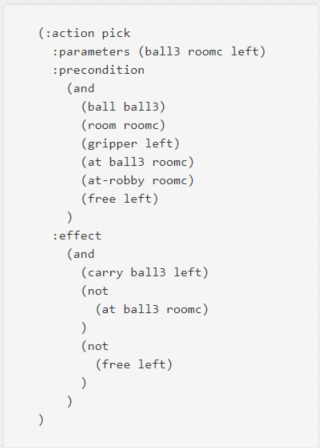 (:action pick
  :parameters (ball3 roomc left)
  :precondition
    (and
      (ball ball3)
      (room roomc)
      (gripper left)
      (at ball3 roomc)
      (at-robby roomc)
      (free left)
    )
  :effect
    (and
      (carry ball3 left)
      (not
        (at ball3 roomc)
      )
      (not
        (free left)
      )
    )
)